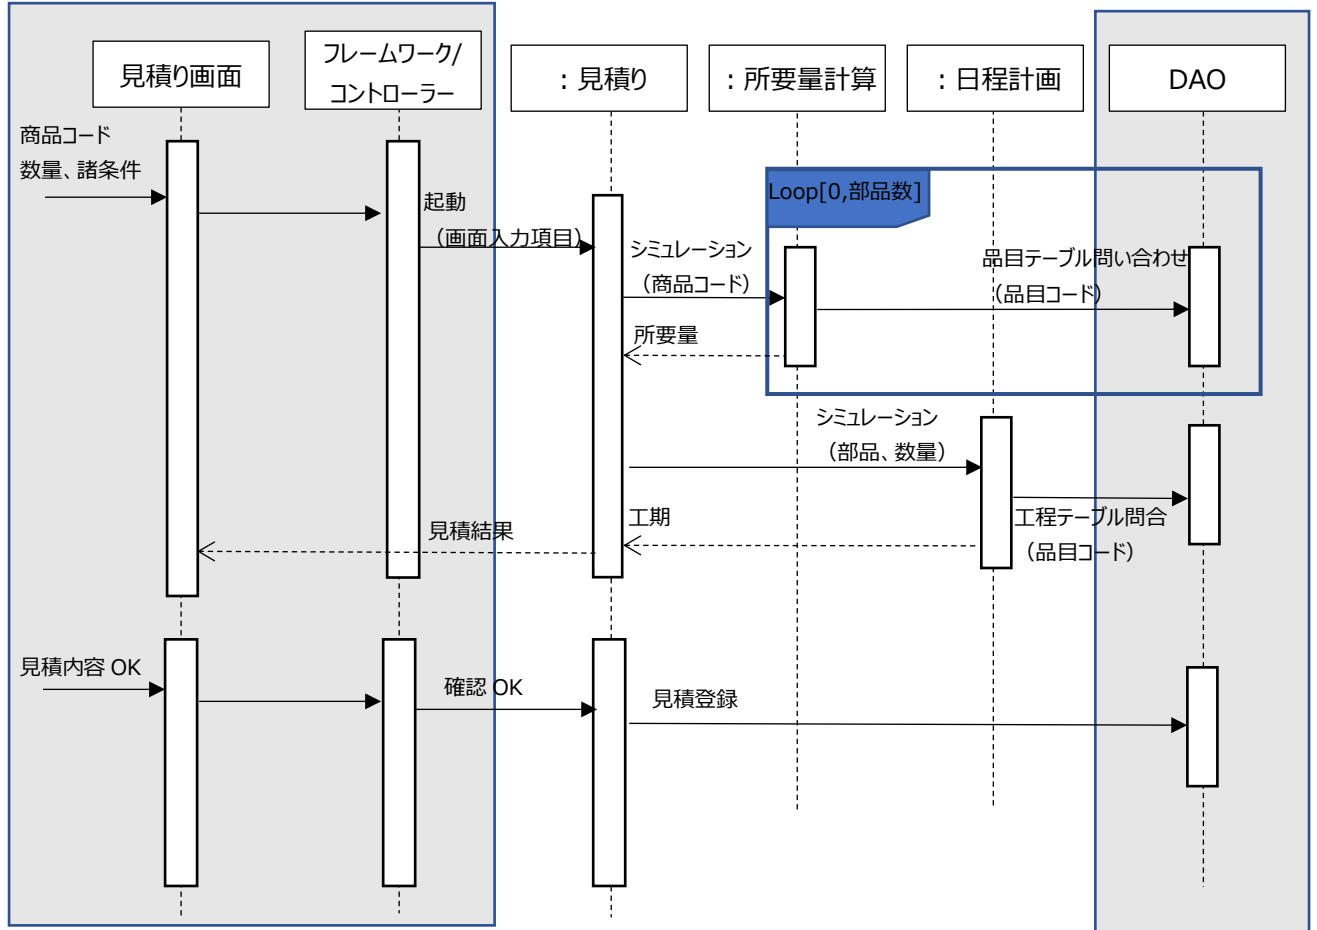 見積り画面
フレームワーク/
コントローラー
：見積り
：所要量計算
：日程計画
DAO
商品コード
数量、諸条件
起動
（画面入力項目）
Loop[0,部品数]
シミュレーション
（商品コード）
品目テーブル問い合わせ
（品目コード）
所要量
シミュレーション
（部品、数量）
工程テーブル問合
（品目コード）
工期
見積結果
見積内容 OK
確認 OK
見積登録